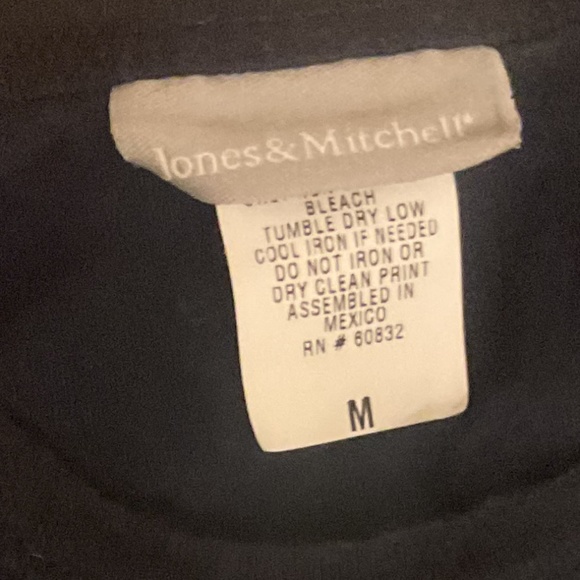 Jones&Mitchell
BLEACH
TUMBLE DRY LOW
COOL IRON IF NEEDED
DO NOT IRON OR
DRY CLEAN PRINT
ASSEMBLED IN
MEXICO
RN # 60832
M